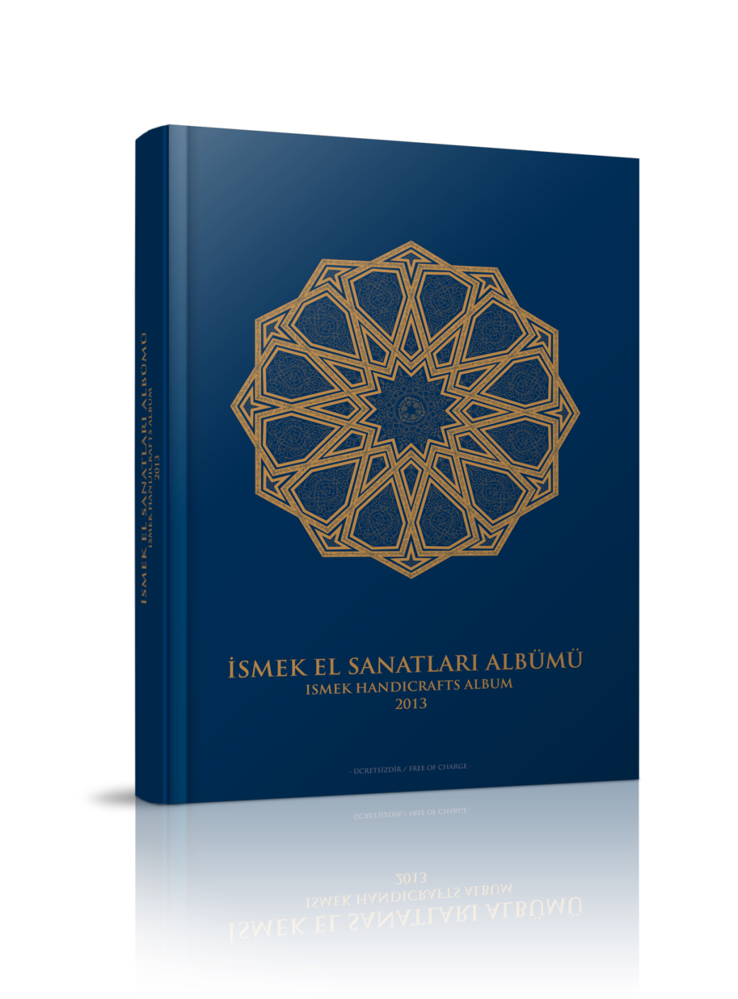 İSMEK EL SANATLARI ALBÜMÜ
ISMEK HANDICRAFTS ALBUM
2013
İSMEK EL SANATLARI ALBÜMÜ
ISMEK HANDICRAFTS ALBUM
2013
- ÜCRETSİZDİR / FREE OF CHARGE -